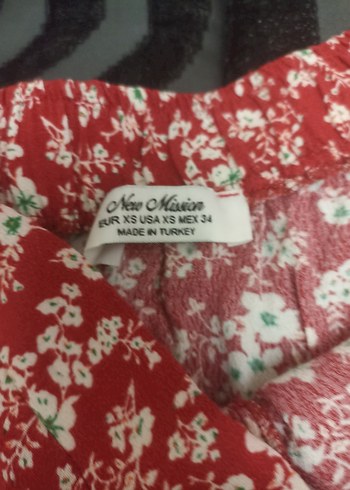 New Mission
EUR XS USA XS MEX 34
MADE IN TURKEY